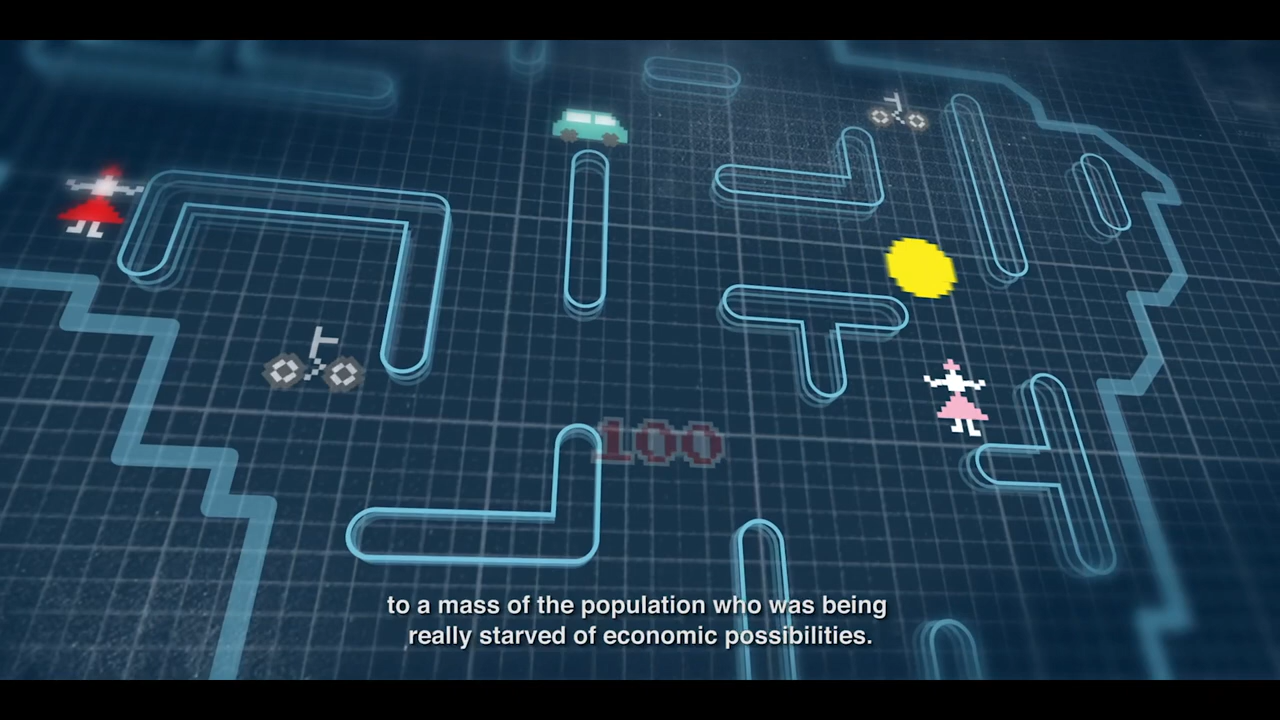 100
to a mass of the population who was being
really starved of economic possibilities.